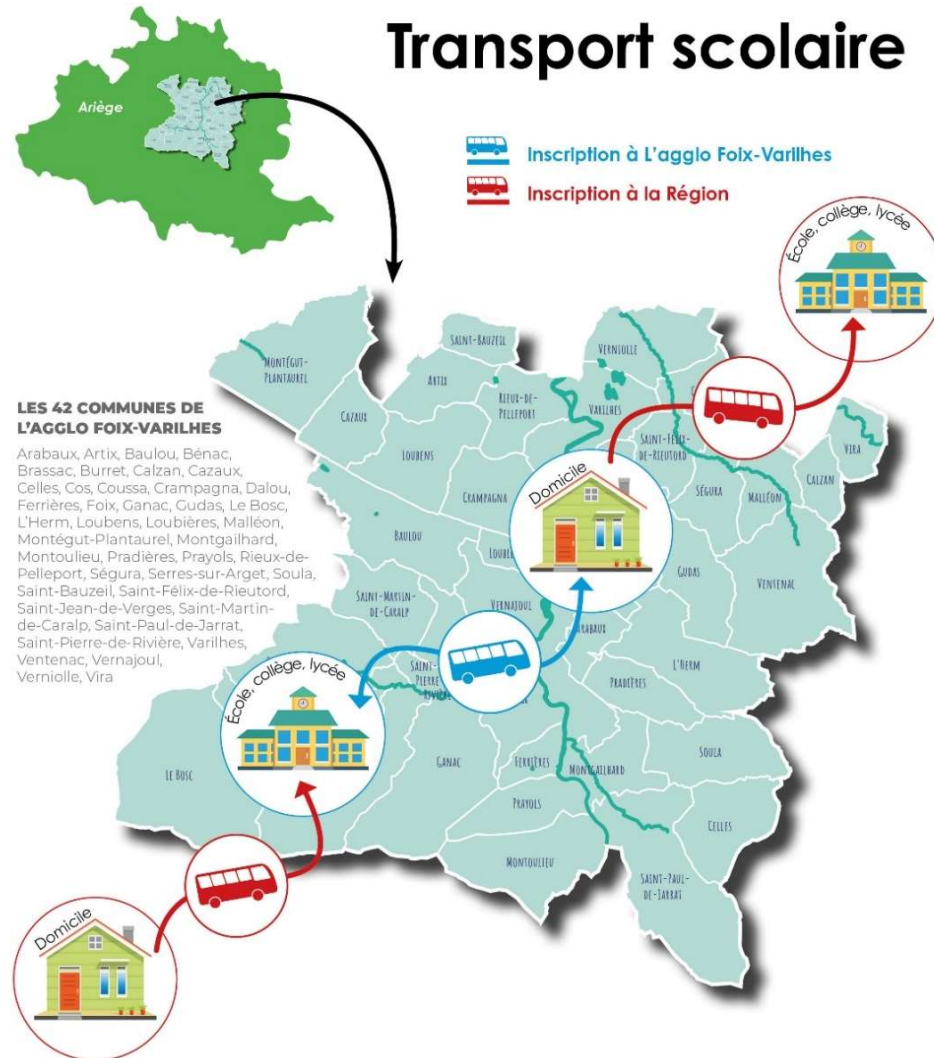 Transport scolaire
Ariège
Inscription à L'agglo Foix-Varilhes
Inscription à la Région
École, collège, lycée
SAINT-BAUZEIL
VERNIOLLE
MONTÉGUT-
PLANTAUREL
ARTIX
RIEUX-DE-
PELLEPORT
VARILHES
CAZAUX
LES 42 COMMUNES DE
L'AGGLO FOIX-VARILHES
Arabaux, Artix, Baulou, Bénac,
Brassac, Burret, Calzan, Cazaux,
Celles, Cos, Coussa, Crampagna, Dalou,
Ferrières, Foix, Ganac, Gudas, Le Bosc,
L'Herm, Loubens, Loubières, Malléon,
Montégut-Plantaurel, Montgailhard,
Montoulieu, Pradières, Prayols, Rieux-de-
Pelleport, Ségura, Serres-sur-Arget, Soula,
Saint-Bauzeil, Saint-Félix-de-Rieutord,
Saint-Jean-de-Verges, Saint-Martin-
de-Caralp, Saint-Paul-de-Jarrat,
Saint-Pierre-de-Rivière, Varilhes,
Ventenac, Vernajoul,
Verniolle, Vira
LOUBENS
SAINT-FÉLIX-
DE-RIEUTORD
VIRA
CALZAN
CRAMPAGNA
Domicile
SÉGURA
MALLÉON
BAULOU
GUDAS
VENTENAC
SAINT-MARTIN-
DE-CARALP
VERNAJOUL
ARABAUX
L'HERM
PRADIÈRES
SAINT-
PIERRE
RIVIÈRE
École, collège, lycée
LE BOSC
GANAC
FERRIÈRES
MONTGAILHARD
SOULA
PRAYOLS
CELLES
MONTOULIEU
SAINT-PAUL-
DE-JARRAT
Domicile